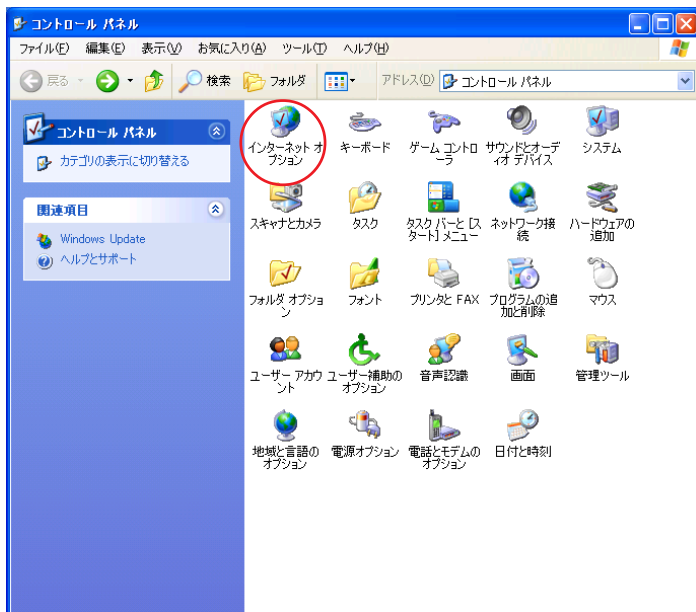 コントロール パネル
ファイル(F) 編集(E) 表示(V) お気に入り(A) ツール(T) ヘルプ(H)
戻る 検索 フォルダ アドレス(D) コントロール パネル
コントロール パネル
カテゴリの表示に切り替える
関連項目
Windows Update
ヘルプとサポート
インターネット オ
プション
キーボード
ゲーム コントロ
ーラ
サウンドとオーデ
ィオ デバイス
システム
スキャナとカメラ
タスク
タスク バーと [ス
タート] メニュー
ネットワーク接
続
ハードウェアの
追加
フォルダ オプショ
ン
フォント
プリンタと FAX
プログラムの追
加と削除
マウス
ユーザー アカウ
ント
ユーザー補助の
オプション
音声認識
画面
管理ツール
地域と言語の
オプション
電源オプション
電話とモデムの
オプション
日付と時刻